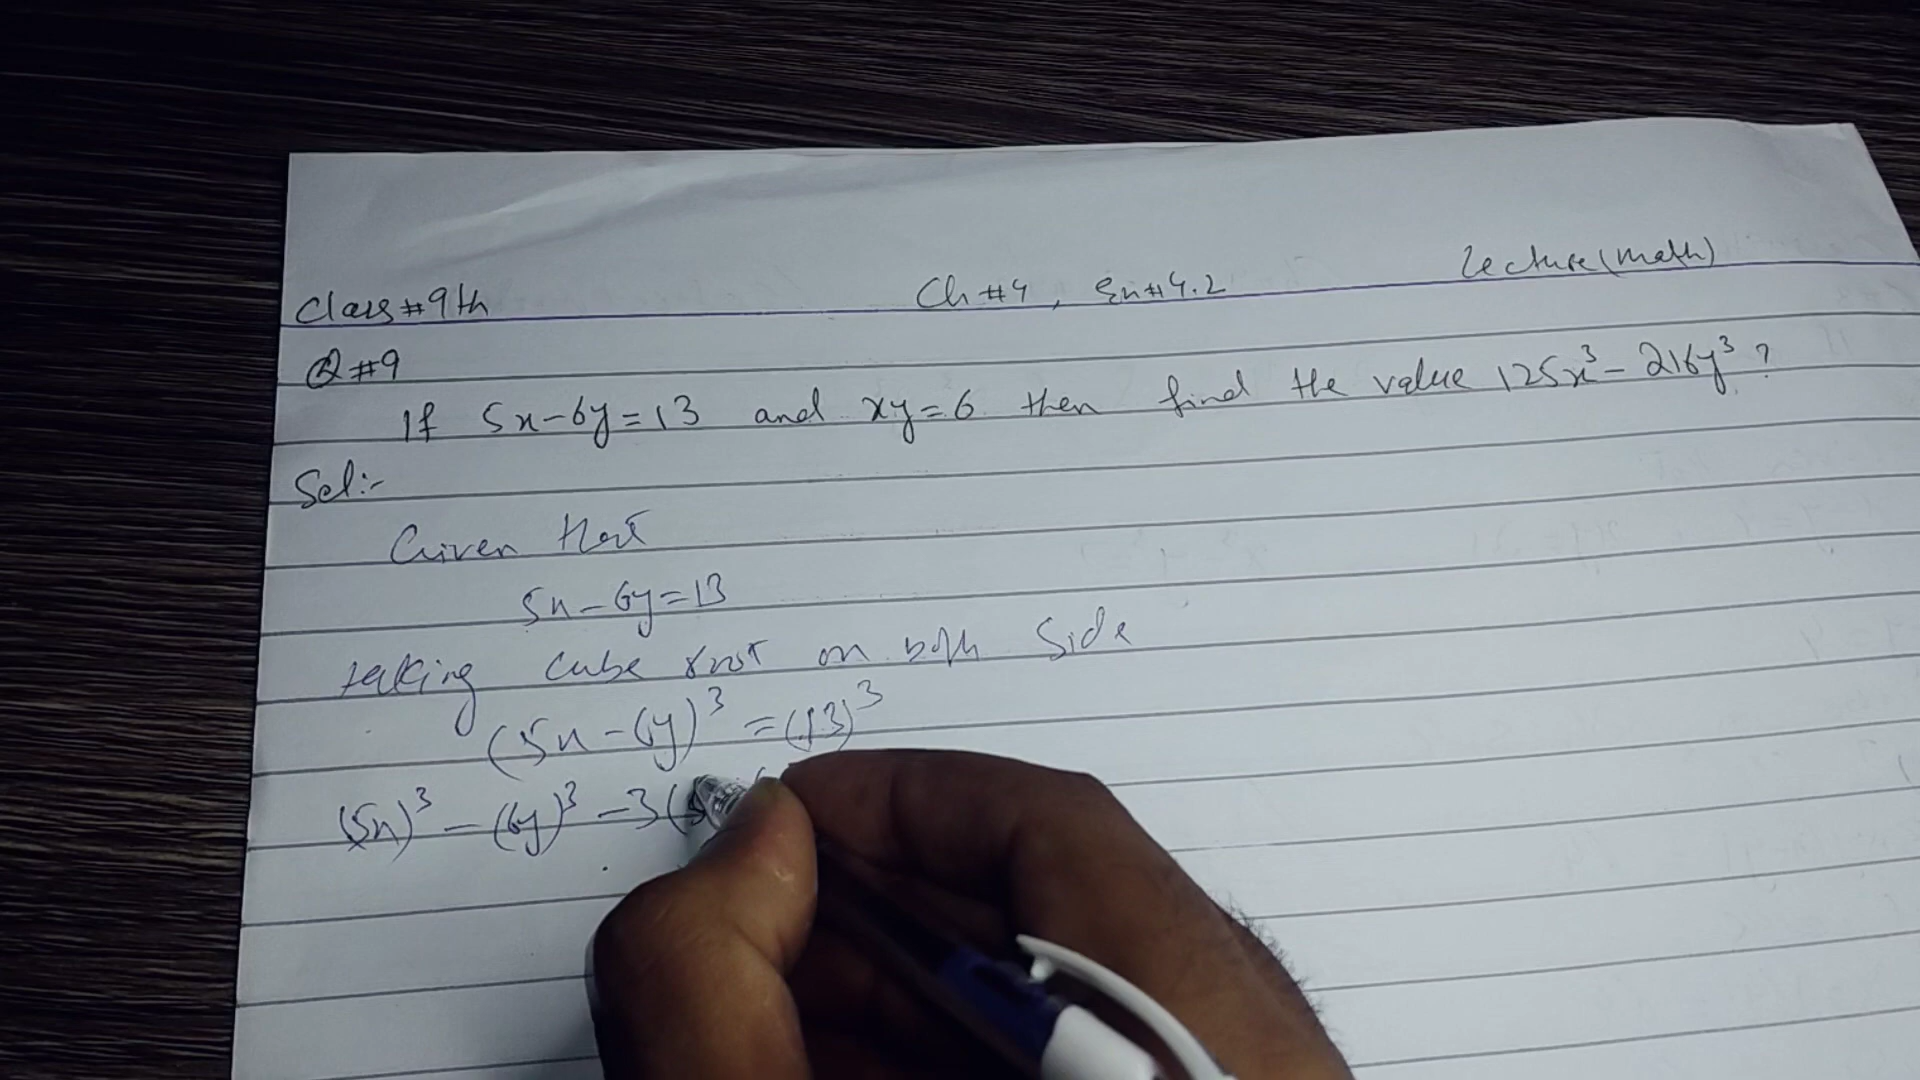 Class#9th Ch#4, Ex#4.2 Lecture(math)
Q#9
If 5x-6y=13 and xy=6 then find the value 125x³-216y³?
Sol:-
Given that
5x-6y=13
taking cube root on both side
(5x-6y)³=(13)³
(5x)³-(6y)³-3(5